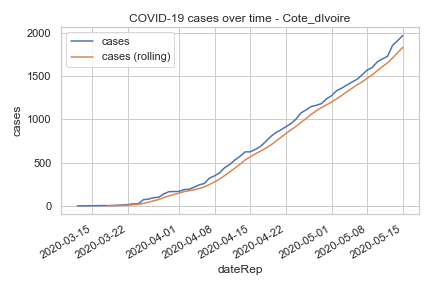 COVID-19 cases over time - Cote_dIvoire
cases
cases (rolling)
2000
1500
1000
500
0
cases
2020-03-15
2020-03-22
2020-04-01
2020-04-08
2020-04-15
2020-04-22
2020-05-01
2020-05-08
2020-05-15
dateRep